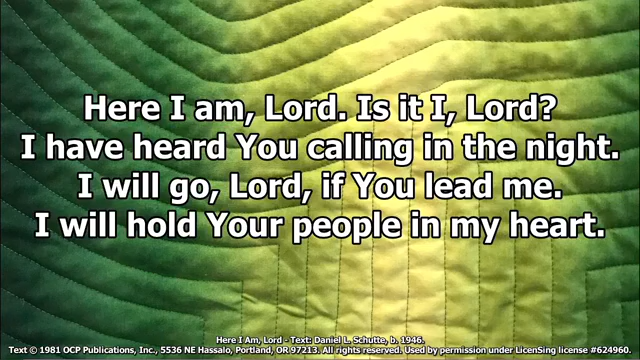 Here I am, Lord. Is it I, Lord?
I have heard You calling in the night.
I will go, Lord, if You lead me.
I will hold Your people in my heart.
Here I Am, Lord - Text: Daniel L. Schutte, b. 1946.
Text © 1981 OCP Publications, Inc., 5536 NE Hassalo, Portland, OR 97213. All rights reserved. Used by permission under LicenSing license #624960.